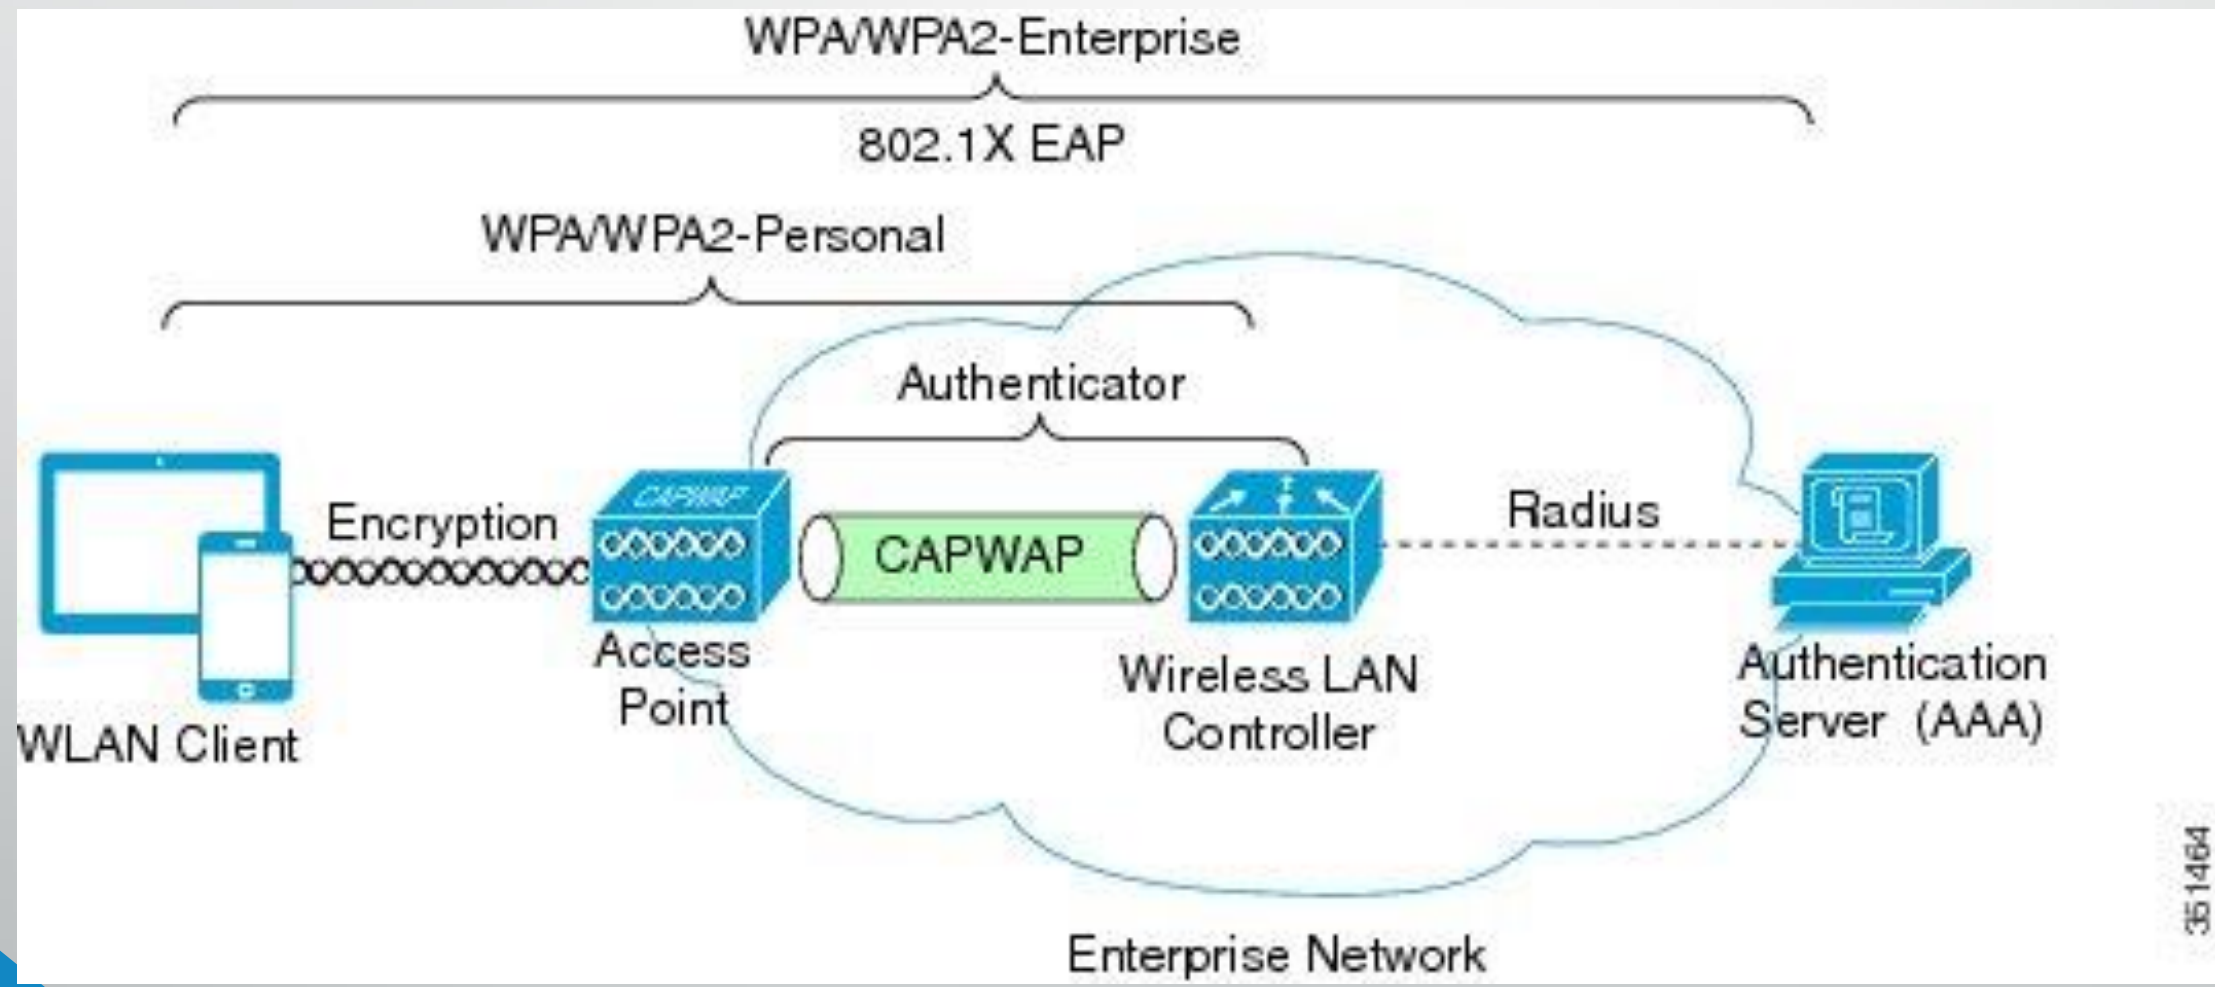 WPA/WPA2-Enterprise
802.1X EAP
WPA/WPA2-Personal
Authenticator
Encryption
CAPWAP
CAPWAP
Radius
Access
Point
Wireless LAN
Controller
Authentication
Server (AAA)
WLAN Client
Enterprise Network
351464